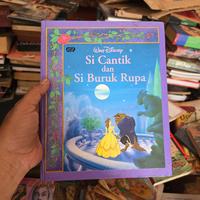 Walt Disney
Si Cantik
dan
Si Buruk Rupa